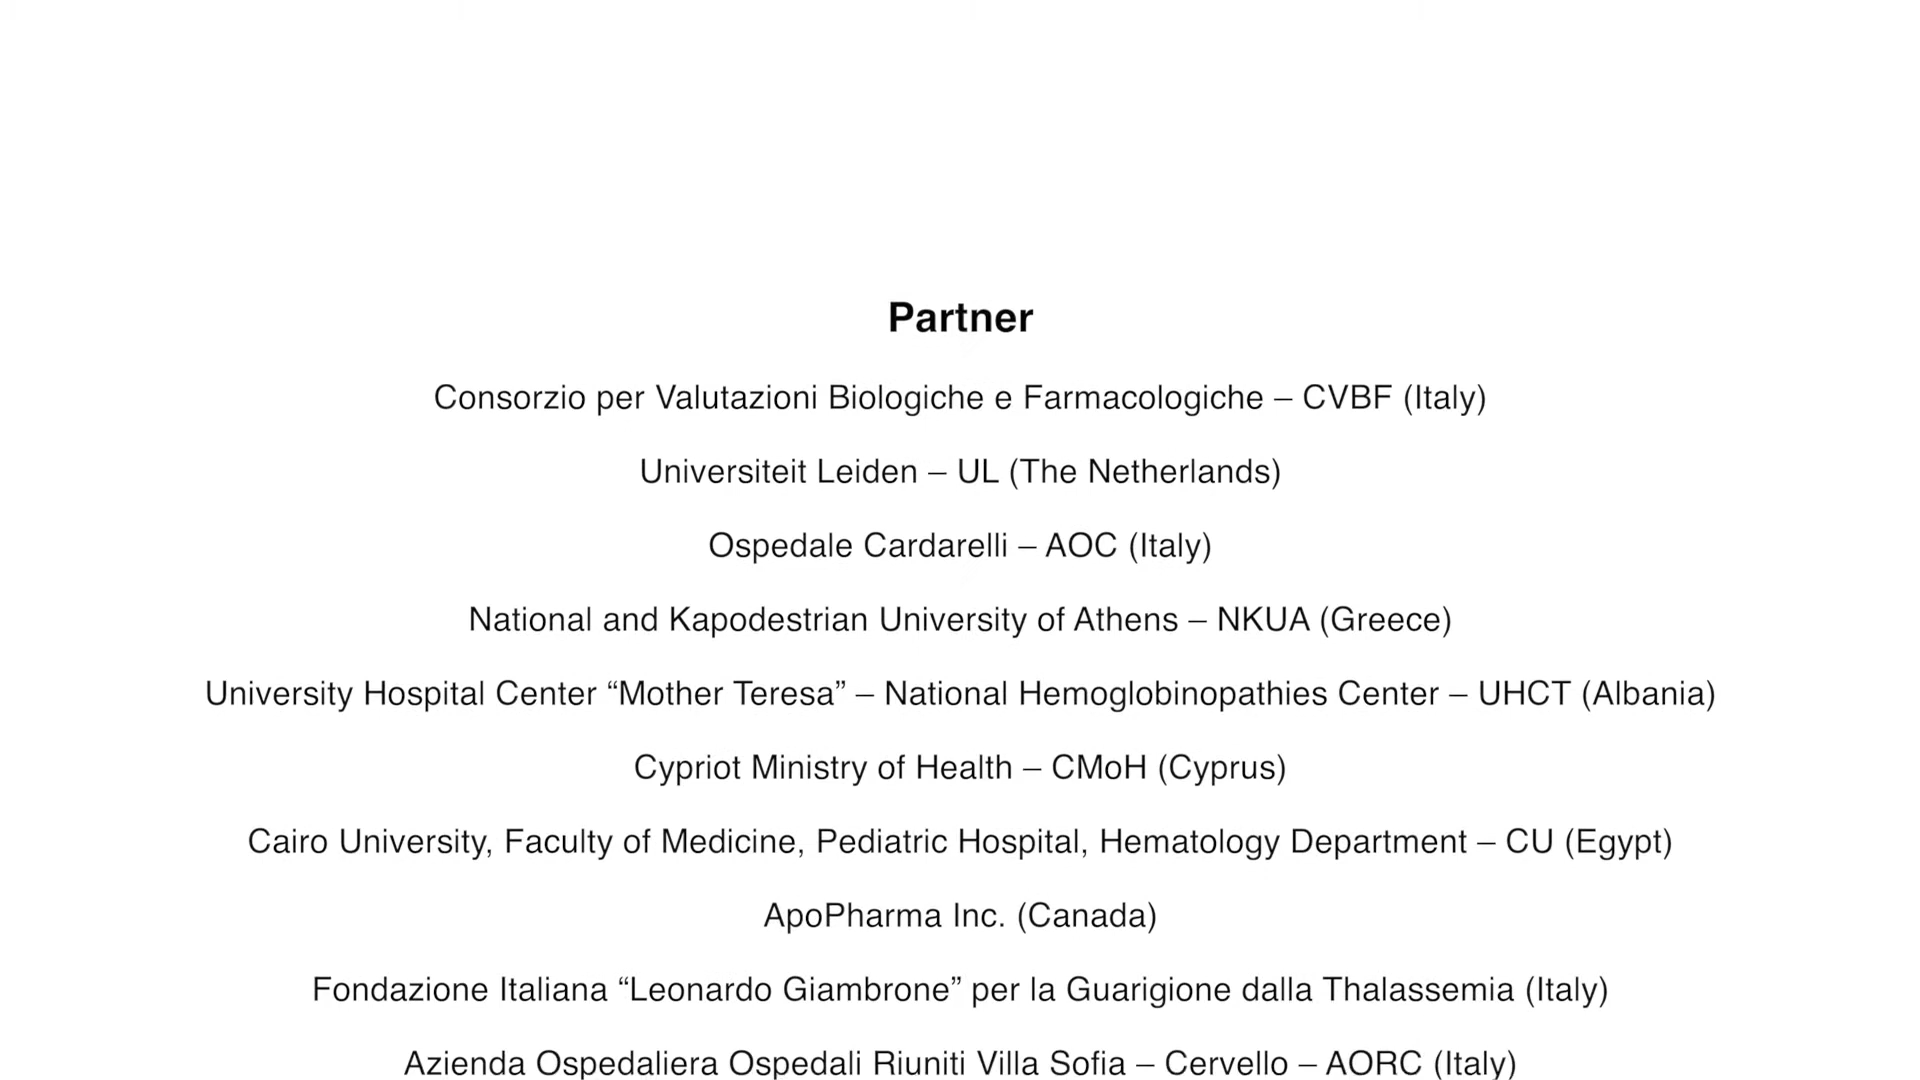 Partner
Consorzio per Valutazioni Biologiche e Farmacologiche – CVBF (Italy)
Universiteit Leiden – UL (The Netherlands)
Ospedale Cardarelli – AOC (Italy)
National and Kapodestrian University of Athens – NKUA (Greece)
University Hospital Center “Mother Teresa” – National Hemoglobinopathies Center – UHCT (Albania)
Cypriot Ministry of Health – CMoH (Cyprus)
Cairo University, Faculty of Medicine, Pediatric Hospital, Hematology Department – CU (Egypt)
ApoPharma Inc. (Canada)
Fondazione Italiana “Leonardo Giambrone” per la Guarigione dalla Thalassemia (Italy)
Azienda Ospedaliera Ospedali Riuniti Villa Sofia – Cervello – AORC (Italy)